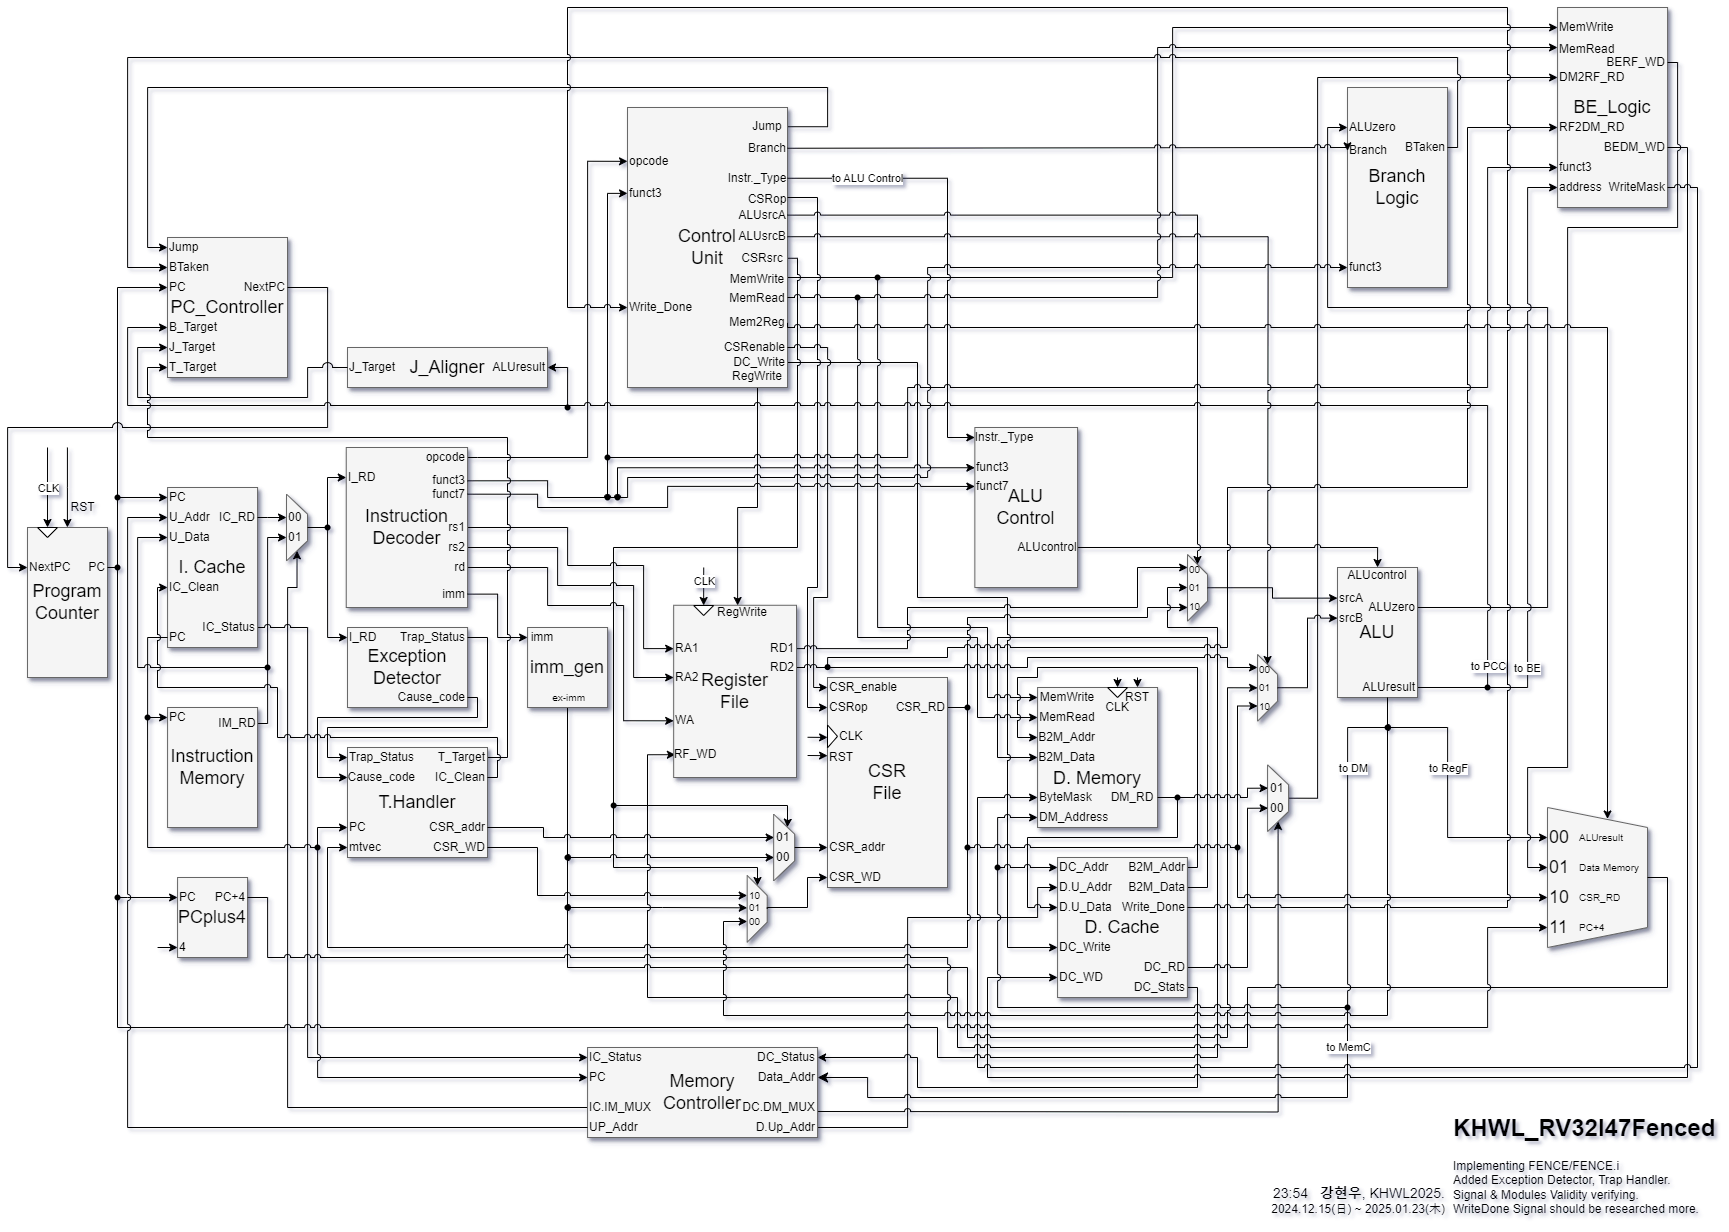 MemWrite
MemRead
BERF_WD
DM2RF_RD
BE_Logic
RF2DM_RD
BEDM_WD
funct3
address
WriteMask
ALUzero
Branch
BTaken
Branch
Logic
funct3
Jump
Branch
opcode
Instr._Type
to ALU Control
funct3
CSRop
ALUsrcA
Control
Unit
ALUsrcB
CSRsrc
MemWrite
MemRead
Write_Done
Mem2Reg
CSRenable
DC_Write
RegWrite
Jump
BTaken
PC
NextPC
PC_Controller
B_Target
J_Target
T_Target
J_Target
J_Aligner
ALUresult
CLK
RST
NextPC
PC
Program
Counter
PC
U_Addr
IC_RD
U_Data
I. Cache
IC_Clean
IC_Status
PC
00
01
opcode
I_RD
funct3
funct7
Instruction
Decoder
rs1
rs2
rd
imm
I_RD
Trap_Status
Exception
Detector
Cause_code
imm
imm_gen
ex-imm
PC
IM_RD
Instruction
Memory
Trap_Status
T_Target
Cause_code
IC_Clean
T.Handler
PC
CSR_addr
mtvec
CSR_WD
PC
PC+4
PCplus4
4
CLK
RegWrite
RA1
RD1
RD2
RA2
Register
File
WA
RF_WD
Instr._Type
funct3
funct7
ALU
Control
ALUcontrol
00
01
10
ALUcontrol
srcA
ALUzero
srcB
ALU
ALUresult
to PCC
to BE
00
01
10
CSR_enable
CSRop
CSR_RD
CLK
RST
CSR
File
CSR_addr
CSR_WD
01
00
10
01
00
MemWrite
RST
CLK
MemRead
B2M_Addr
B2M_Data
D. Memory
ByteMask
DM_RD
DM_Address
01
00
to DM
to RegF
DC_Addr
B2M_Addr
D.U_Addr
B2M_Data
D.U_Data
Write_Done
D. Cache
DC_Write
DC_RD
DC_WD
DC_Stats
00 ALUresult
01 Data Memory
10 CSR_RD
11 PC+4
to MemC
IC_Status
DC_Status
PC
Data_Addr
Memory
Controller
IC.IM_MUX
DC.DM_MUX
UP_Addr
D.Up_Addr
KHWL_RV32I47Fenced
Implementing FENCE/FENCE.i
Added Exception Detector, Trap Handler.
23:54 강현우, KHWL2025. Signal & Modules Validity verifying.
2024.12.15(日) ~ 2025.01.23(木) WriteDone Signal should be researched more.